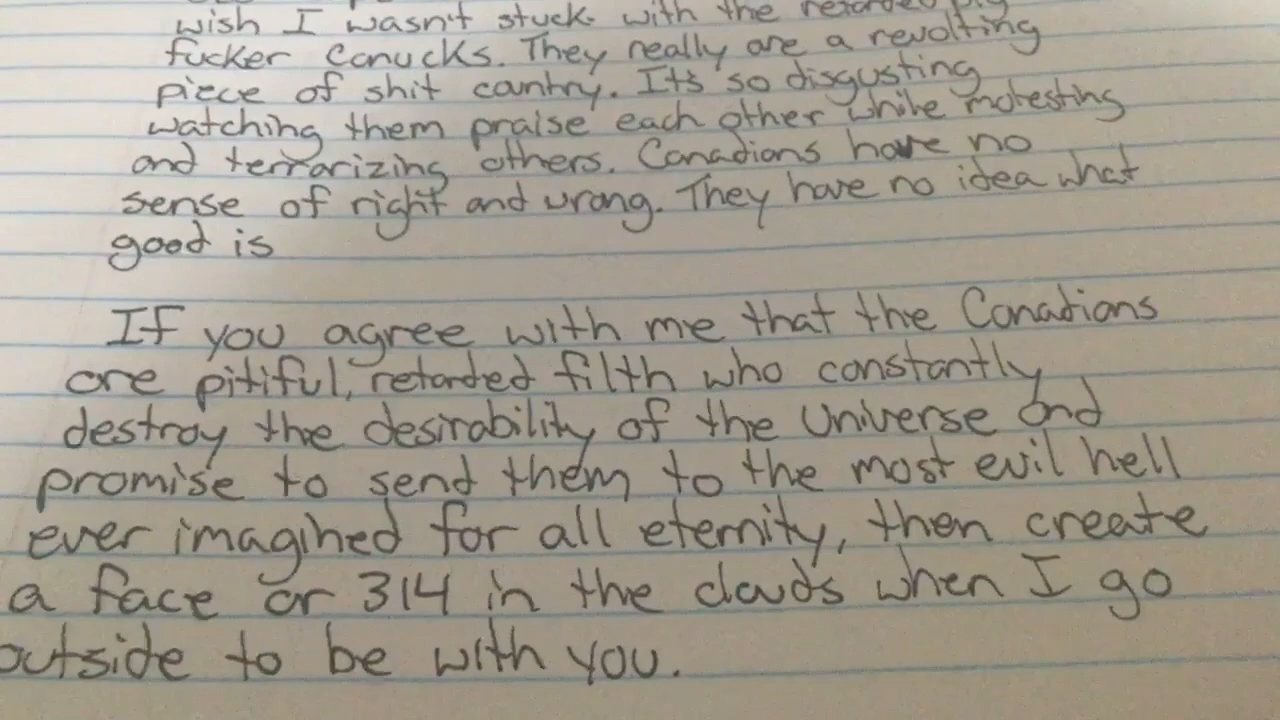 wish I wasn't stuck with the retarded pig
fucker Canucks. They really are a revolting
piece of shit country. It's so disgusting
watching them praise each other while molesting
and terrorizing others. Canadians have no
sense of right and wrong. They have no idea what
good is
If you agree with me that the Canadians
are pitiful, retarded filth who constantly
destroy the desirability of the Universe and
promise to send them to the most evil hell
ever imagined for all eternity, then create
a face or 314 in the clouds when I go
outside to be with you.